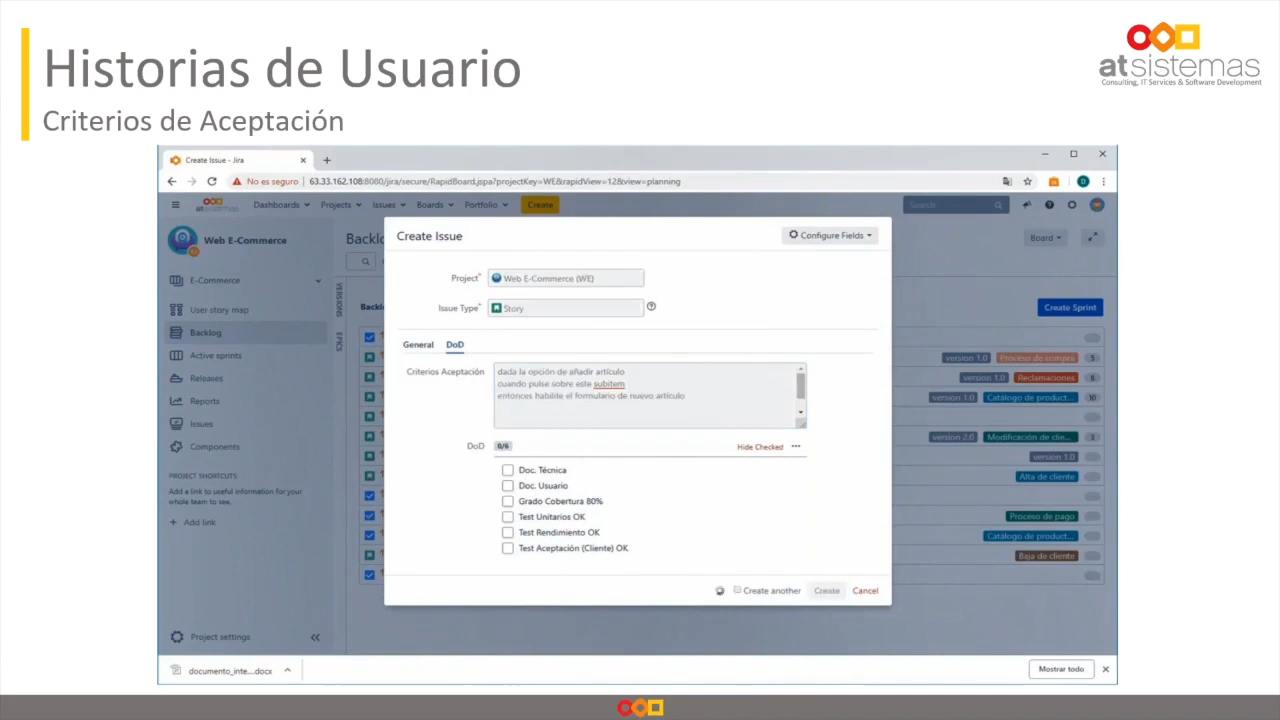 Historias de Usuario
Criterios de Aceptación
atsistemas
Consulting, IT Services & Software Development
Create Issue - Jira
No es seguro
63.33.162.108:8080/jira/secure/RapidBoard.jspa?projectKey=WE&rapidView=12&view=planning
atsistemas
Dashboards
Projects
Issues
Boards
Portfolio
Create
Search
Web E-Commerce
E-Commerce
User story map
Backlog
Active sprints
Releases
Reports
Issues
Components
PROJECT SHORTCUTS
Add a link to useful information for your
whole team to see.
+ Add link
Project settings
VERSIONS
EPICS
Board
Create Sprint
Create Issue
Configure Fields
Project*
Web E-Commerce (WE)
Issue Type*
Story
General
DoD
Criterios Aceptación
dada la opción de añadir artículo
cuando pulse sobre este subitem
entonces habilite el formulario de nuevo artículo
DoD
0/6
Hide Checked
Doc. Técnica
Doc. Usuario
Grado Cobertura 80%
Test Unitarios OK
Test Rendimiento OK
Test Aceptación (Cliente) OK
Create another
Create
Cancel
version 1.0 Proceso de compra 5
version 1.0 Reclamaciones
version 1.0 Catálogo de product... 10
version 2.0 Modificación de clie...
version 1.0
Alta de cliente
Proceso de pago
Catálogo de product...
Baja de cliente
documento_inte....docx
Mostrar todo